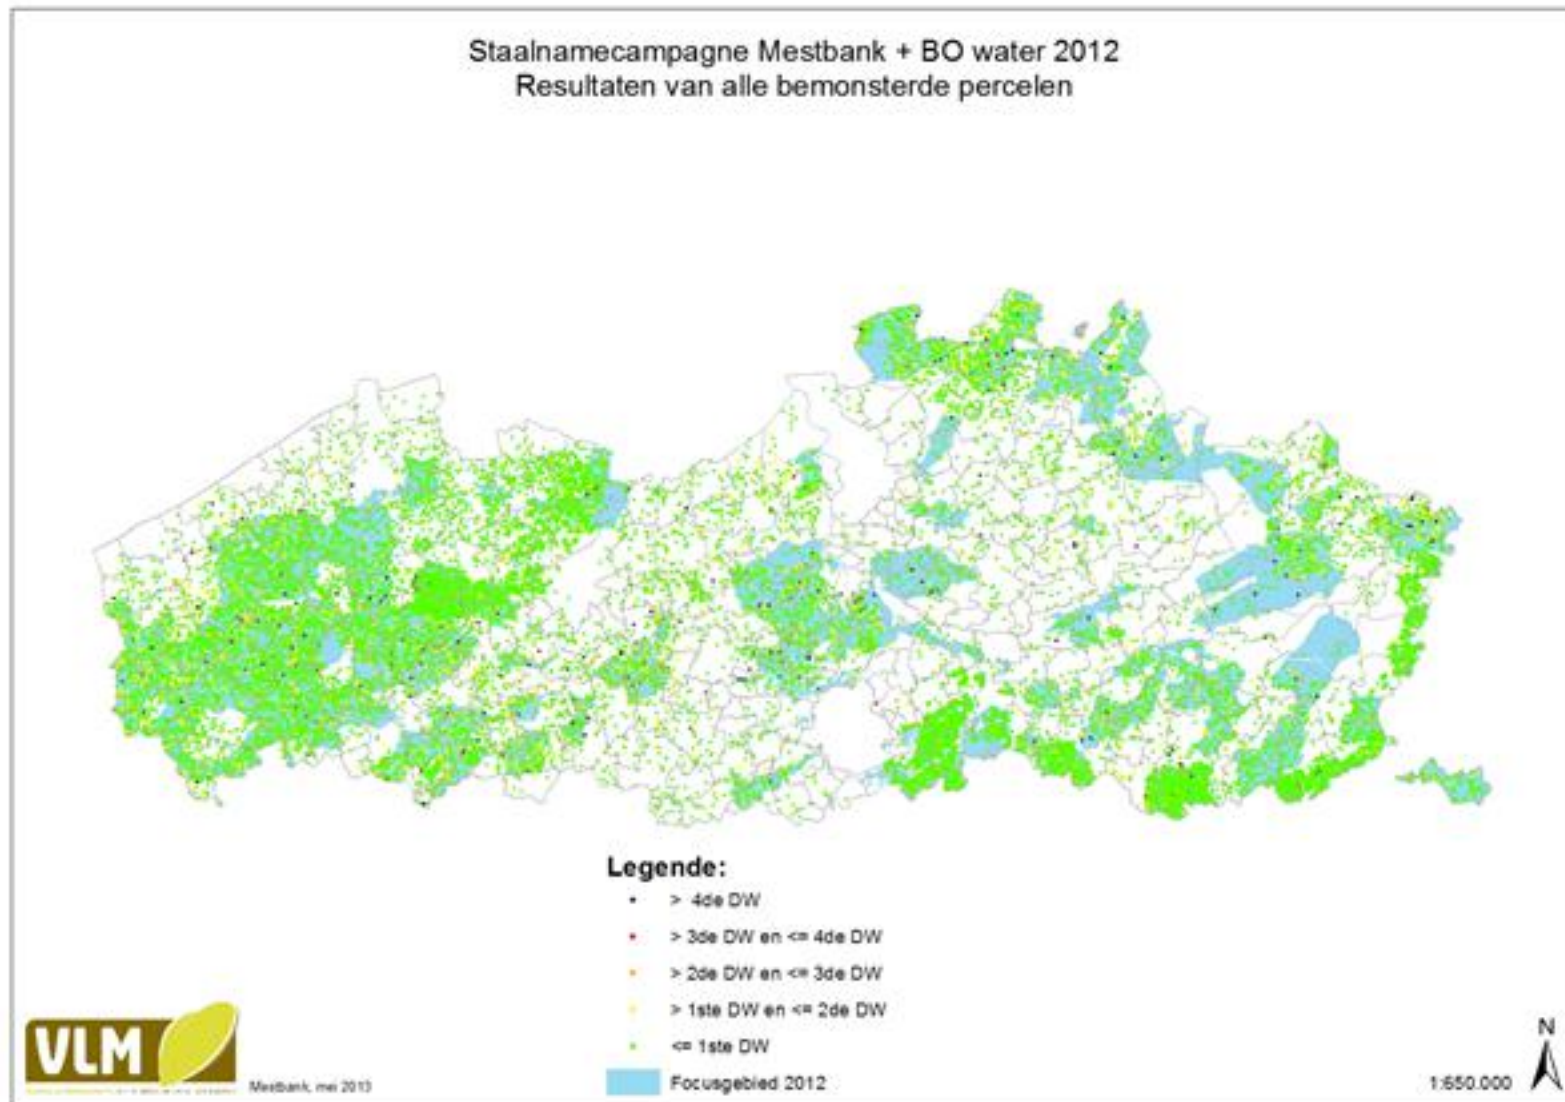 Staalnamecampagne Mestbank + BO water 2012
Resultaten van alle bemonsterde percelen
Legende:
> 4de DW
> 3de DW en <= 4de DW
> 2de DW en <= 3de DW
> 1ste DW en <= 2de DW
<= 1ste DW
Focusgebied 2012
VLM
Mestbank, mei 2013
N
1:650.000